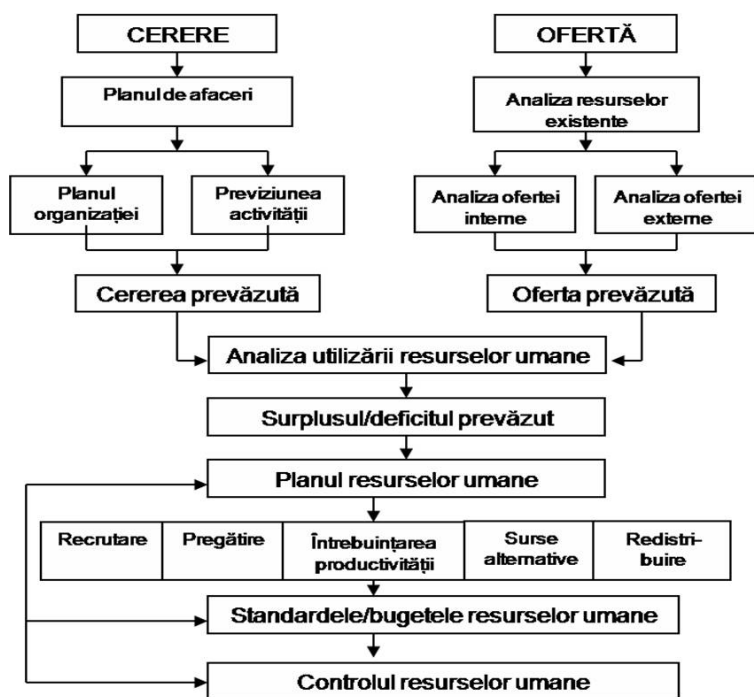 CERERE
OFERTĂ
Planul de afaceri
Analiza resurselor
existente
Planul
organizației
Previziunea
activității
Analiza ofertei
interne
Analiza ofertei
externe
Cererea prevăzută
Oferta prevăzută
Analiza utilizării resurselor umane
Surplusul/deficitul prevăzut
Planul resurselor umane
Recrutare
Pregătire
Întrebuințarea
productivității
Surse
alternative
Redistri-
buire
Standardele/bugetele resurselor umane
Controlul resurselor umane